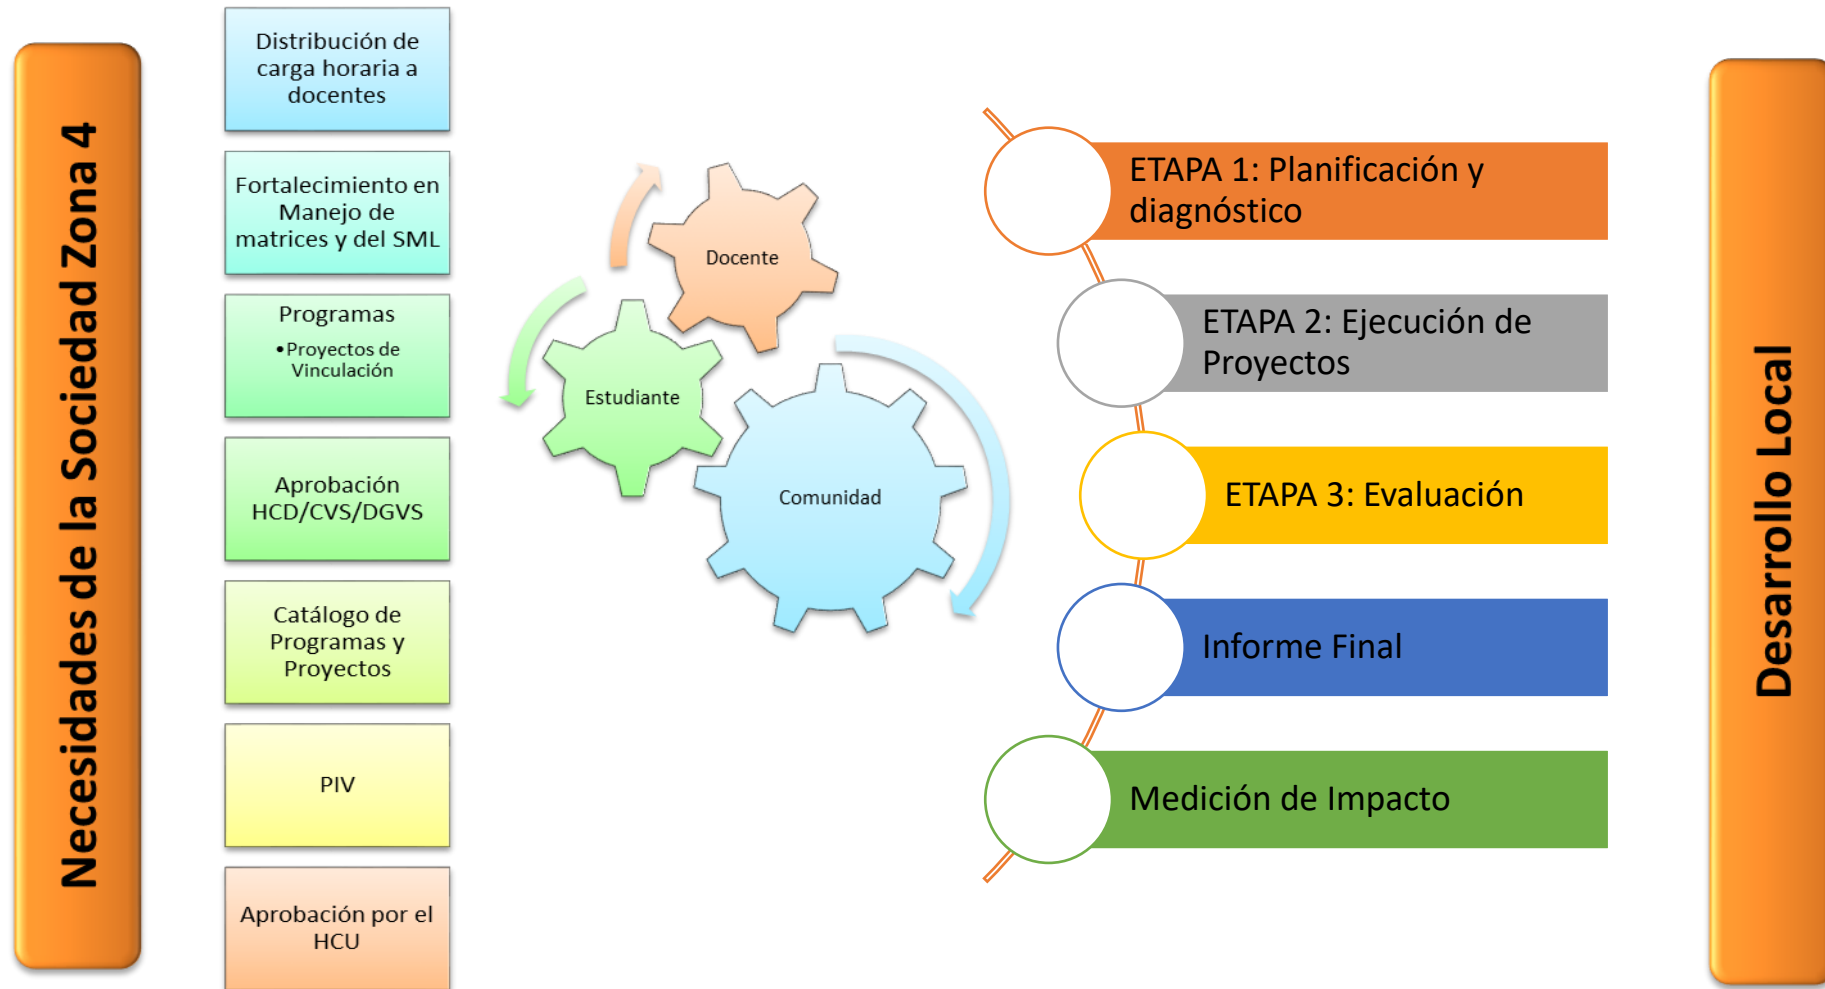 Necesidades de la Sociedad Zona 4
Distribución de
carga horaria a
docentes
Fortalecimiento en
Manejo de
matrices y del SML
Programas
•Proyectos de
Vinculación
Aprobación
HCD/CVS/DGVS
Catálogo de
Programas y
Proyectos
PIV
Aprobación por el
HCU
Docente
Estudiante
Comunidad
ETAPA 1: Planificación y
diagnóstico
ETAPA 2: Ejecución de
Proyectos
ETAPA 3: Evaluación
Informe Final
Medición de Impacto
Desarrollo Local